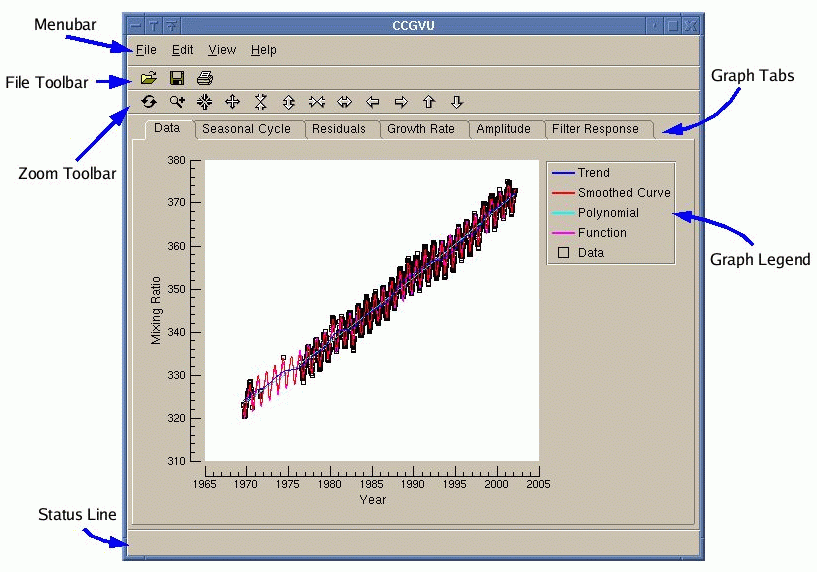 CCGVU
Menubar
File Edit View Help
File Toolbar
Zoom Toolbar
Graph Tabs
Data Seasonal Cycle Residuals Growth Rate Amplitude Filter Response
Trend
Smoothed Curve
Polynomial
Function
Data
Graph Legend
Mixing Ratio
380
370
360
350
340
330
320
310
1965 1970 1975 1980 1985 1990 1995 2000 2005
Year
Status Line